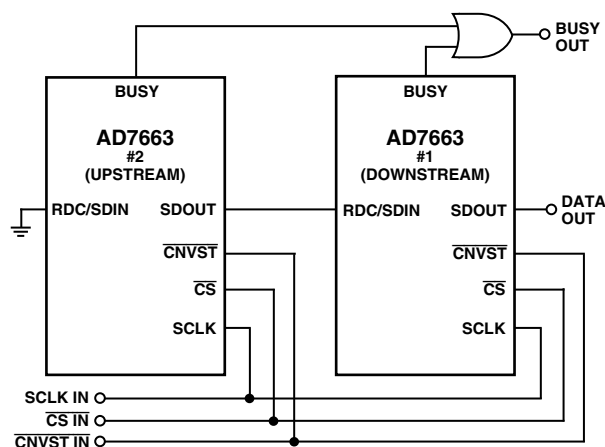 BUSY
OUT
BUSY
AD7663
#2
(UPSTREAM)
RDC/SDIN
SDOUT
CNVST
CS
SCLK
BUSY
AD7663
#1
(DOWNSTREAM)
RDC/SDIN
SDOUT
CNVST
CS
SCLK
DATA
OUT
SCLK IN
CS IN
CNVST IN